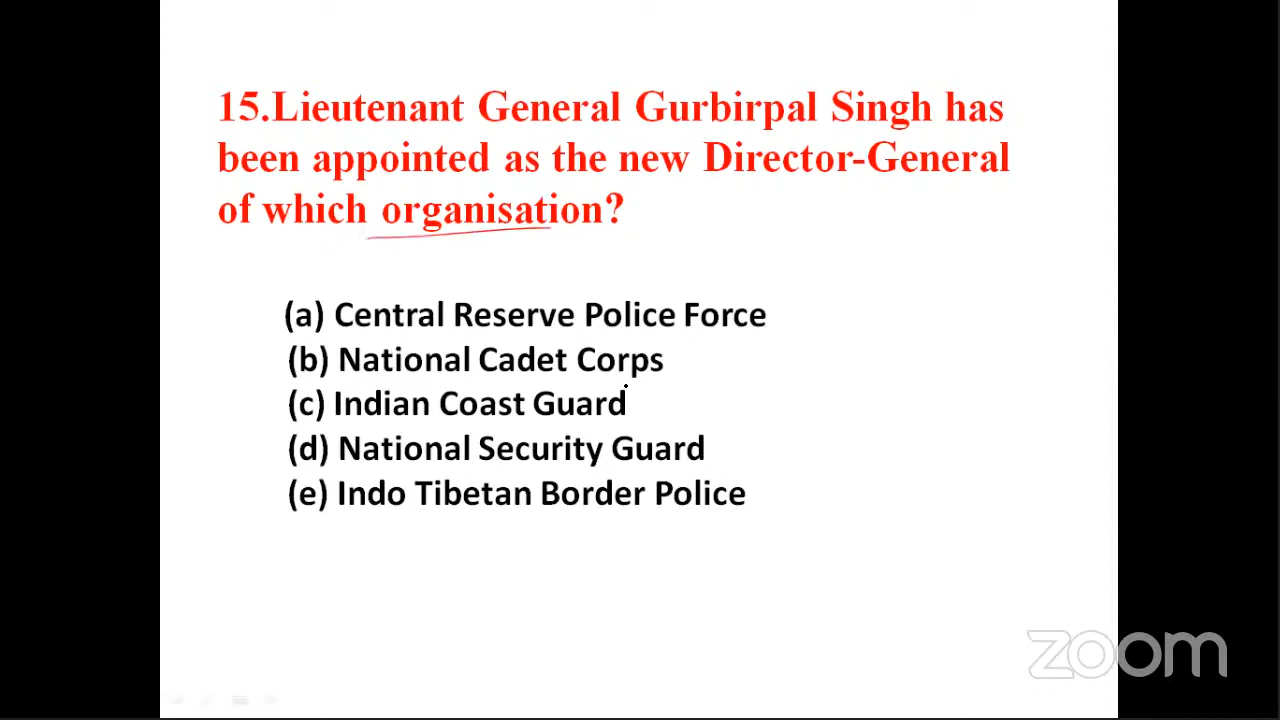 15.Lieutenant General Gurbirpal Singh has
been appointed as the new Director-General
of which organisation?
(a) Central Reserve Police Force
(b) National Cadet Corps
(c) Indian Coast Guard
(d) National Security Guard
(e) Indo Tibetan Border Police
zoom